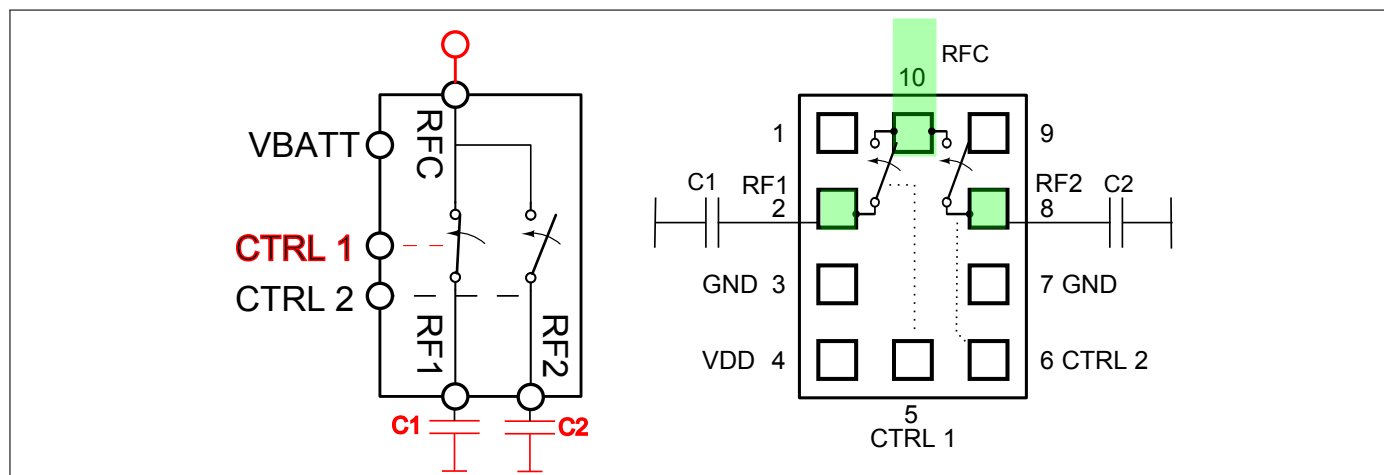 VBATT
RFC
CTRL 1
CTRL 2
RF1
RF2
C1
C2
RFC
10
1
9
C1
RF1
2
RF2
8
C2
GND 3
7 GND
VDD 4
6 CTRL 2
5
CTRL 1